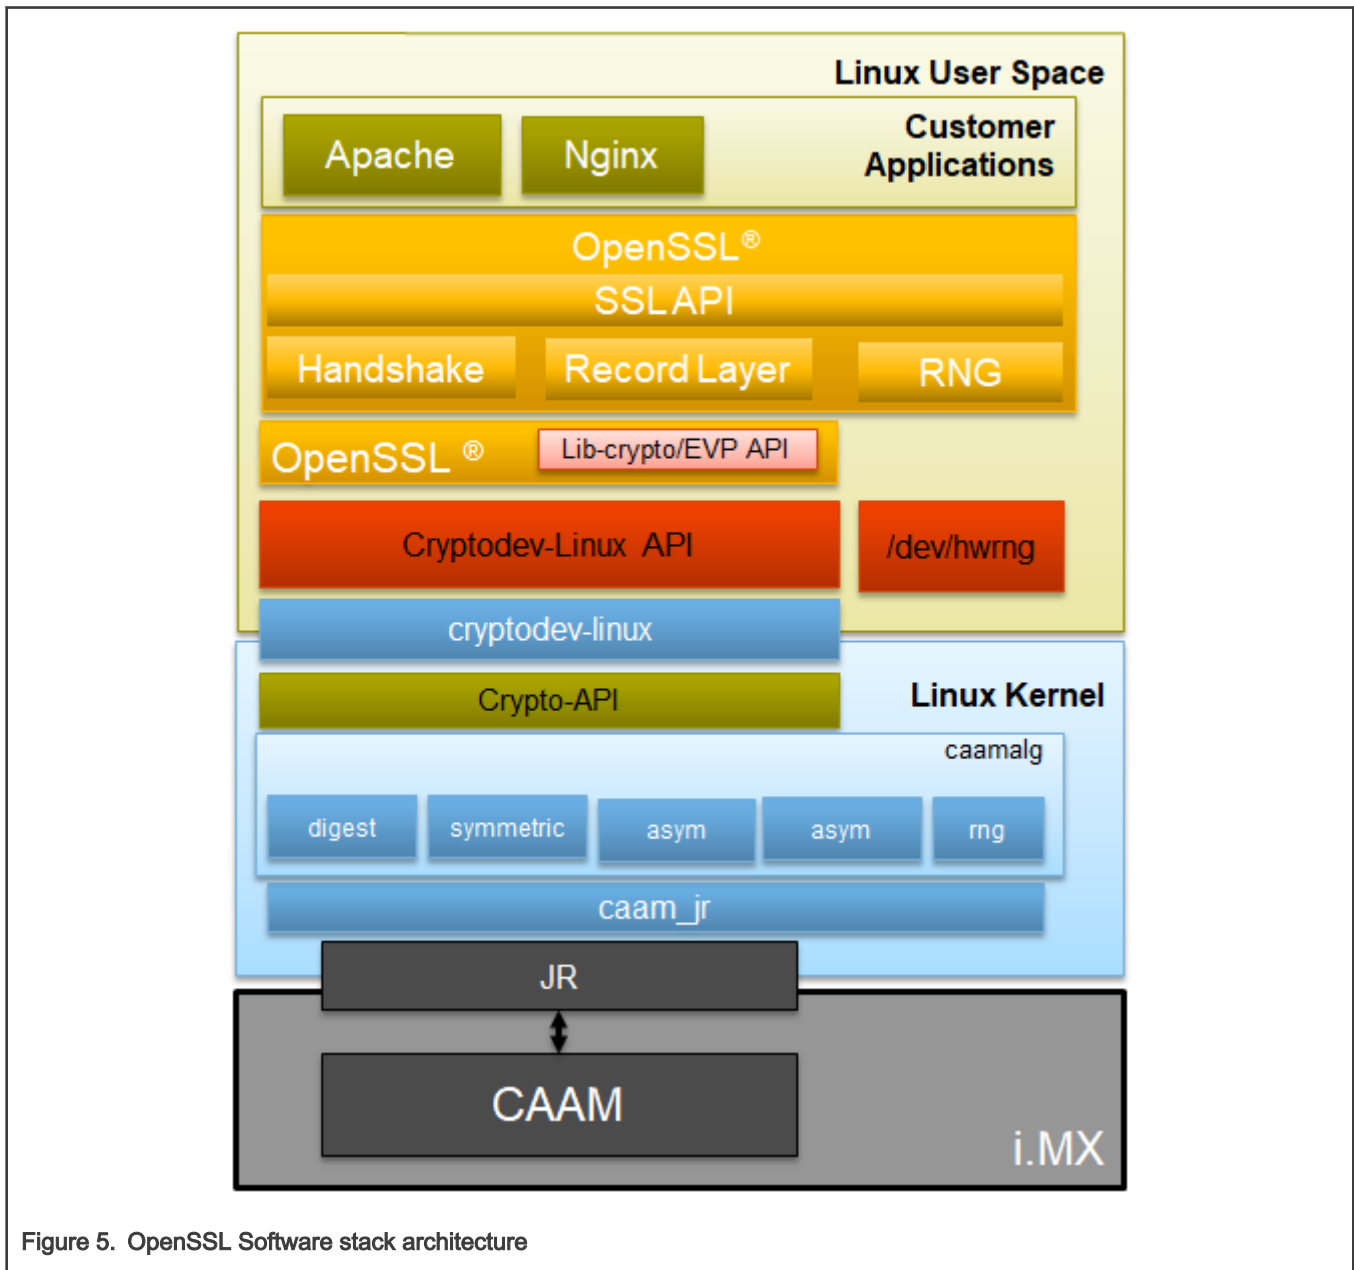 Linux User Space
Customer
Applications
Apache
Nginx
OpenSSL®
SSL API
Handshake
Record Layer
RNG
OpenSSL ®
Lib-crypto/EVP API
Cryptodev-Linux API
/dev/hwrng
cryptodev-linux
Crypto-API
Linux Kernel
caamalg
digest
symmetric
asym
asym
rng
caam_jr
JR
CAAM
i.MX
Figure 5. OpenSSL Software stack architecture